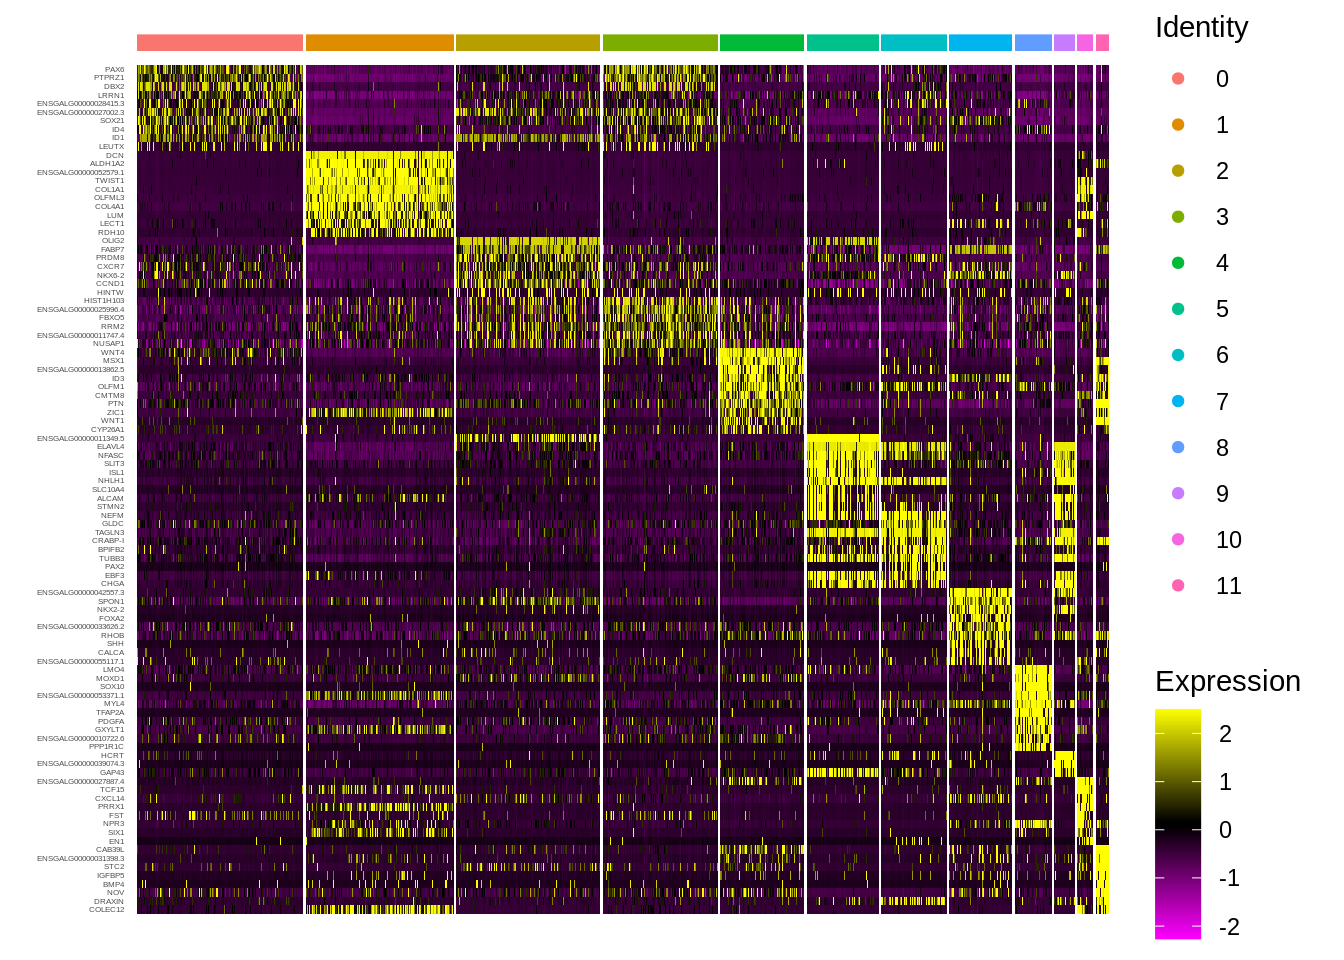 Identity
0
1
2
3
4
5
6
7
8
9
10
11
Expression
2
1
0
-1
-2
PAX6
PTPRZ1
DBX2
LRRN1
ENSGALG00000028415.3
ENSGALG00000027002.3
SOX21
ID4
ID1
LEUTX
DCN
ALDH1A2
ENSGALG00000052579.1
TWIST1
COL1A1
OLFML3
COL4A1
LUM
LECT1
RDH10
OLIG2
FABP7
PRDM8
CXCR7
NKX6-2
CCND1
HINTW
HIST1H103
ENSGALG00000025996.4
FBXO5
RRM2
ENSGALG00000011747.4
NUSAP1
WNT4
MSX1
ENSGALG00000013862.5
ID3
OLFM1
CMTM8
PTN
ZIC1
WNT1
CYP26A1
ENSGALG00000011349.5
ELAVL4
NFASC
SLIT3
ISL1
NHLH1
SLC10A4
ALCAM
STMN2
NEFM
GLDC
TAGLN3
CRABP-I
BPIFB2
TUBB3
PAX2
EBF3
CHGA
ENSGALG00000042557.3
SPON1
NKX2-2
FOXA2
ENSGALG00000033626.2
RHOB
SHH
CALCA
ENSGALG00000055117.1
LMO4
MOXD1
SOX10
ENSGALG00000053371.1
MYL4
TFAP2A
PDGFA
GXYLT1
ENSGALG00000010722.6
PPP1R1C
HCRT
ENSGALG00000039074.3
GAP43
ENSGALG00000027887.4
TCF15
CXCL14
PRRX1
FST
NPR3
SIX1
EN1
CAB39L
ENSGALG00000031398.3
STC2
IGFBP5
BMP4
NOV
DRAXIN
COLEC12